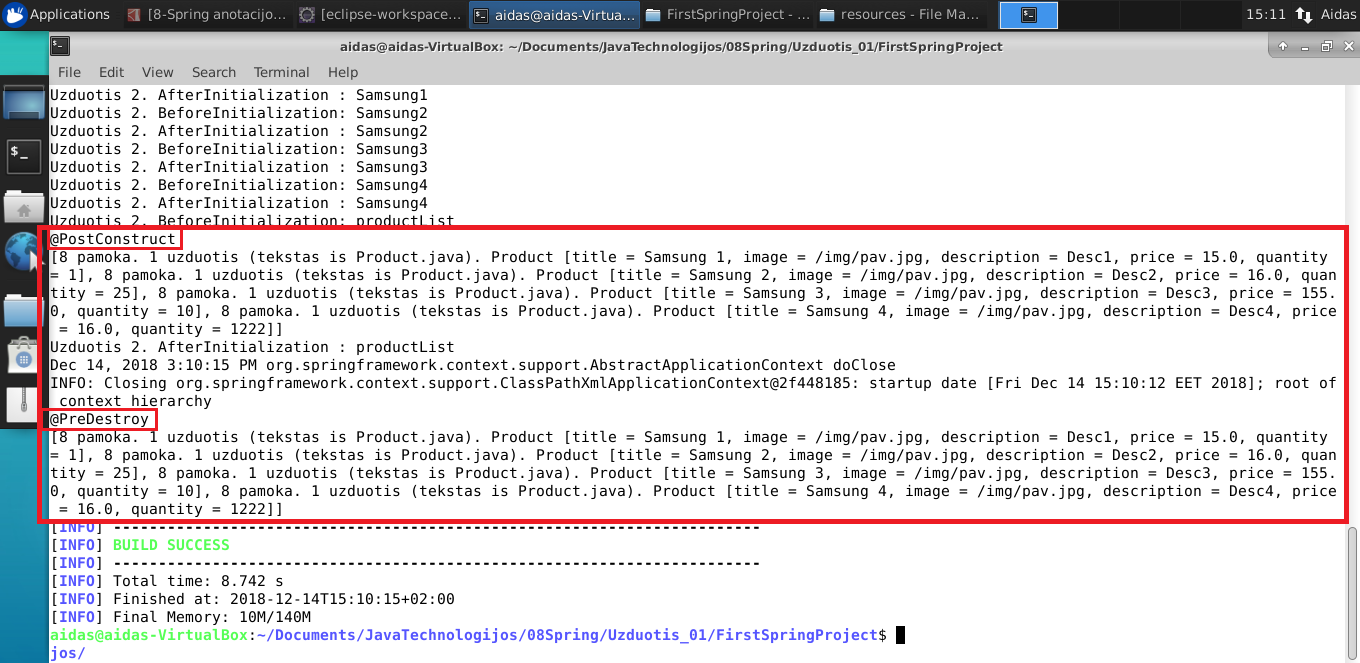 Applications [8-Spring anotacijo... [eclipse-workspace... aidas@aidas-Virtua... FirstSpringProject - ... resources - File Ma... 15:11 Aidas
aidas@aidas-VirtualBox: ~/Documents/JavaTechnologijos/08Spring/Uzduotis_01/FirstSpringProject
File Edit View Search Terminal Help
Uzduotis 2. AfterInitialization : Samsung1
Uzduotis 2. BeforeInitialization: Samsung2
Uzduotis 2. AfterInitialization : Samsung2
Uzduotis 2. BeforeInitialization: Samsung3
Uzduotis 2. AfterInitialization : Samsung3
Uzduotis 2. BeforeInitialization: Samsung4
Uzduotis 2. AfterInitialization : Samsung4
Uzduotis 2. BeforeInitialization: productList
@PostConstruct
[8 pamoka. 1 uzduotis (tekstas is Product.java). Product [title = Samsung 1, image = /img/pav.jpg, description = Desc1, price = 15.0, quantity
= 1], 8 pamoka. 1 uzduotis (tekstas is Product.java). Product [title = Samsung 2, image = /img/pav.jpg, description = Desc2, price = 16.0, quan
tity = 25], 8 pamoka. 1 uzduotis (tekstas is Product.java). Product [title = Samsung 3, image = /img/pav.jpg, description = Desc3, price = 155.
0, quantity = 10], 8 pamoka. 1 uzduotis (tekstas is Product.java). Product [title = Samsung 4, image = /img/pav.jpg, description = Desc4, price
= 16.0, quantity = 1222]]
Uzduotis 2. AfterInitialization : productList
Dec 14, 2018 3:10:15 PM org.springframework.context.support.AbstractApplicationContext doClose
INFO: Closing org.springframework.context.support.ClassPathXmlApplicationContext@2f448185: startup date [Fri Dec 14 15:10:12 EET 2018]; root of
context hierarchy
@PreDestroy
[8 pamoka. 1 uzduotis (tekstas is Product.java). Product [title = Samsung 1, image = /img/pav.jpg, description = Desc1, price = 15.0, quantity
= 1], 8 pamoka. 1 uzduotis (tekstas is Product.java). Product [title = Samsung 2, image = /img/pav.jpg, description = Desc2, price = 16.0, quan
tity = 25], 8 pamoka. 1 uzduotis (tekstas is Product.java). Product [title = Samsung 3, image = /img/pav.jpg, description = Desc3, price = 155.
0, quantity = 10], 8 pamoka. 1 uzduotis (tekstas is Product.java). Product [title = Samsung 4, image = /img/pav.jpg, description = Desc4, price
= 16.0, quantity = 1222]]
[INFO] ------------------------------------------------------------------------
[INFO] BUILD SUCCESS
[INFO] ------------------------------------------------------------------------
[INFO] Total time: 8.742 s
[INFO] Finished at: 2018-12-14T15:10:15+02:00
[INFO] Final Memory: 10M/140M
aidas@aidas-VirtualBox:~/Documents/JavaTechnologijos/08Spring/Uzduotis_01/FirstSpringProject$
jos/